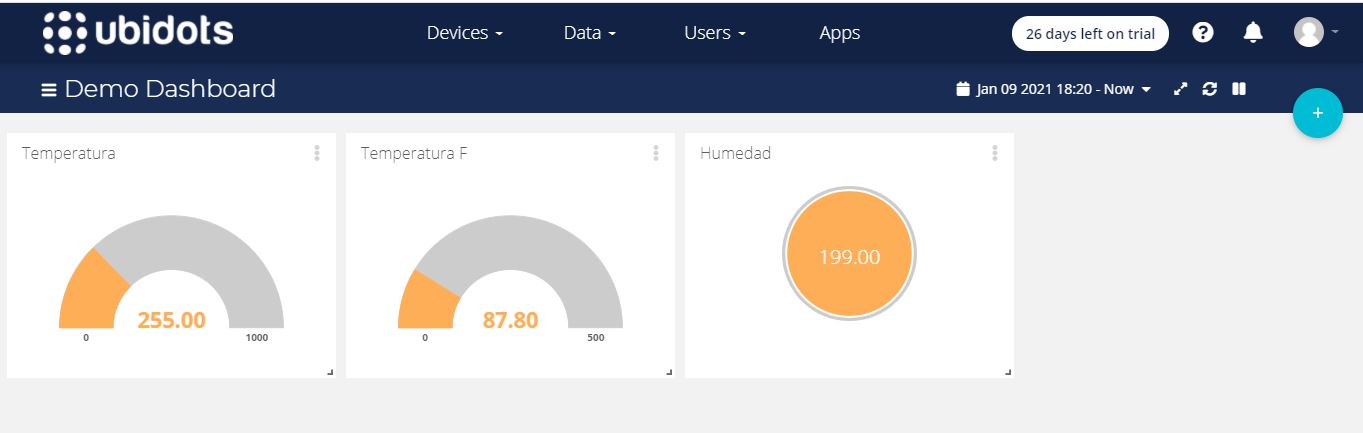 ubidots Devices Data Users Apps 26 days left on trial ?
Demo Dashboard Jan 09 2021 18:20 - Now
+
Temperatura Temperatura F Humedad
199.00
255.00 87.80
0 1000 0 500